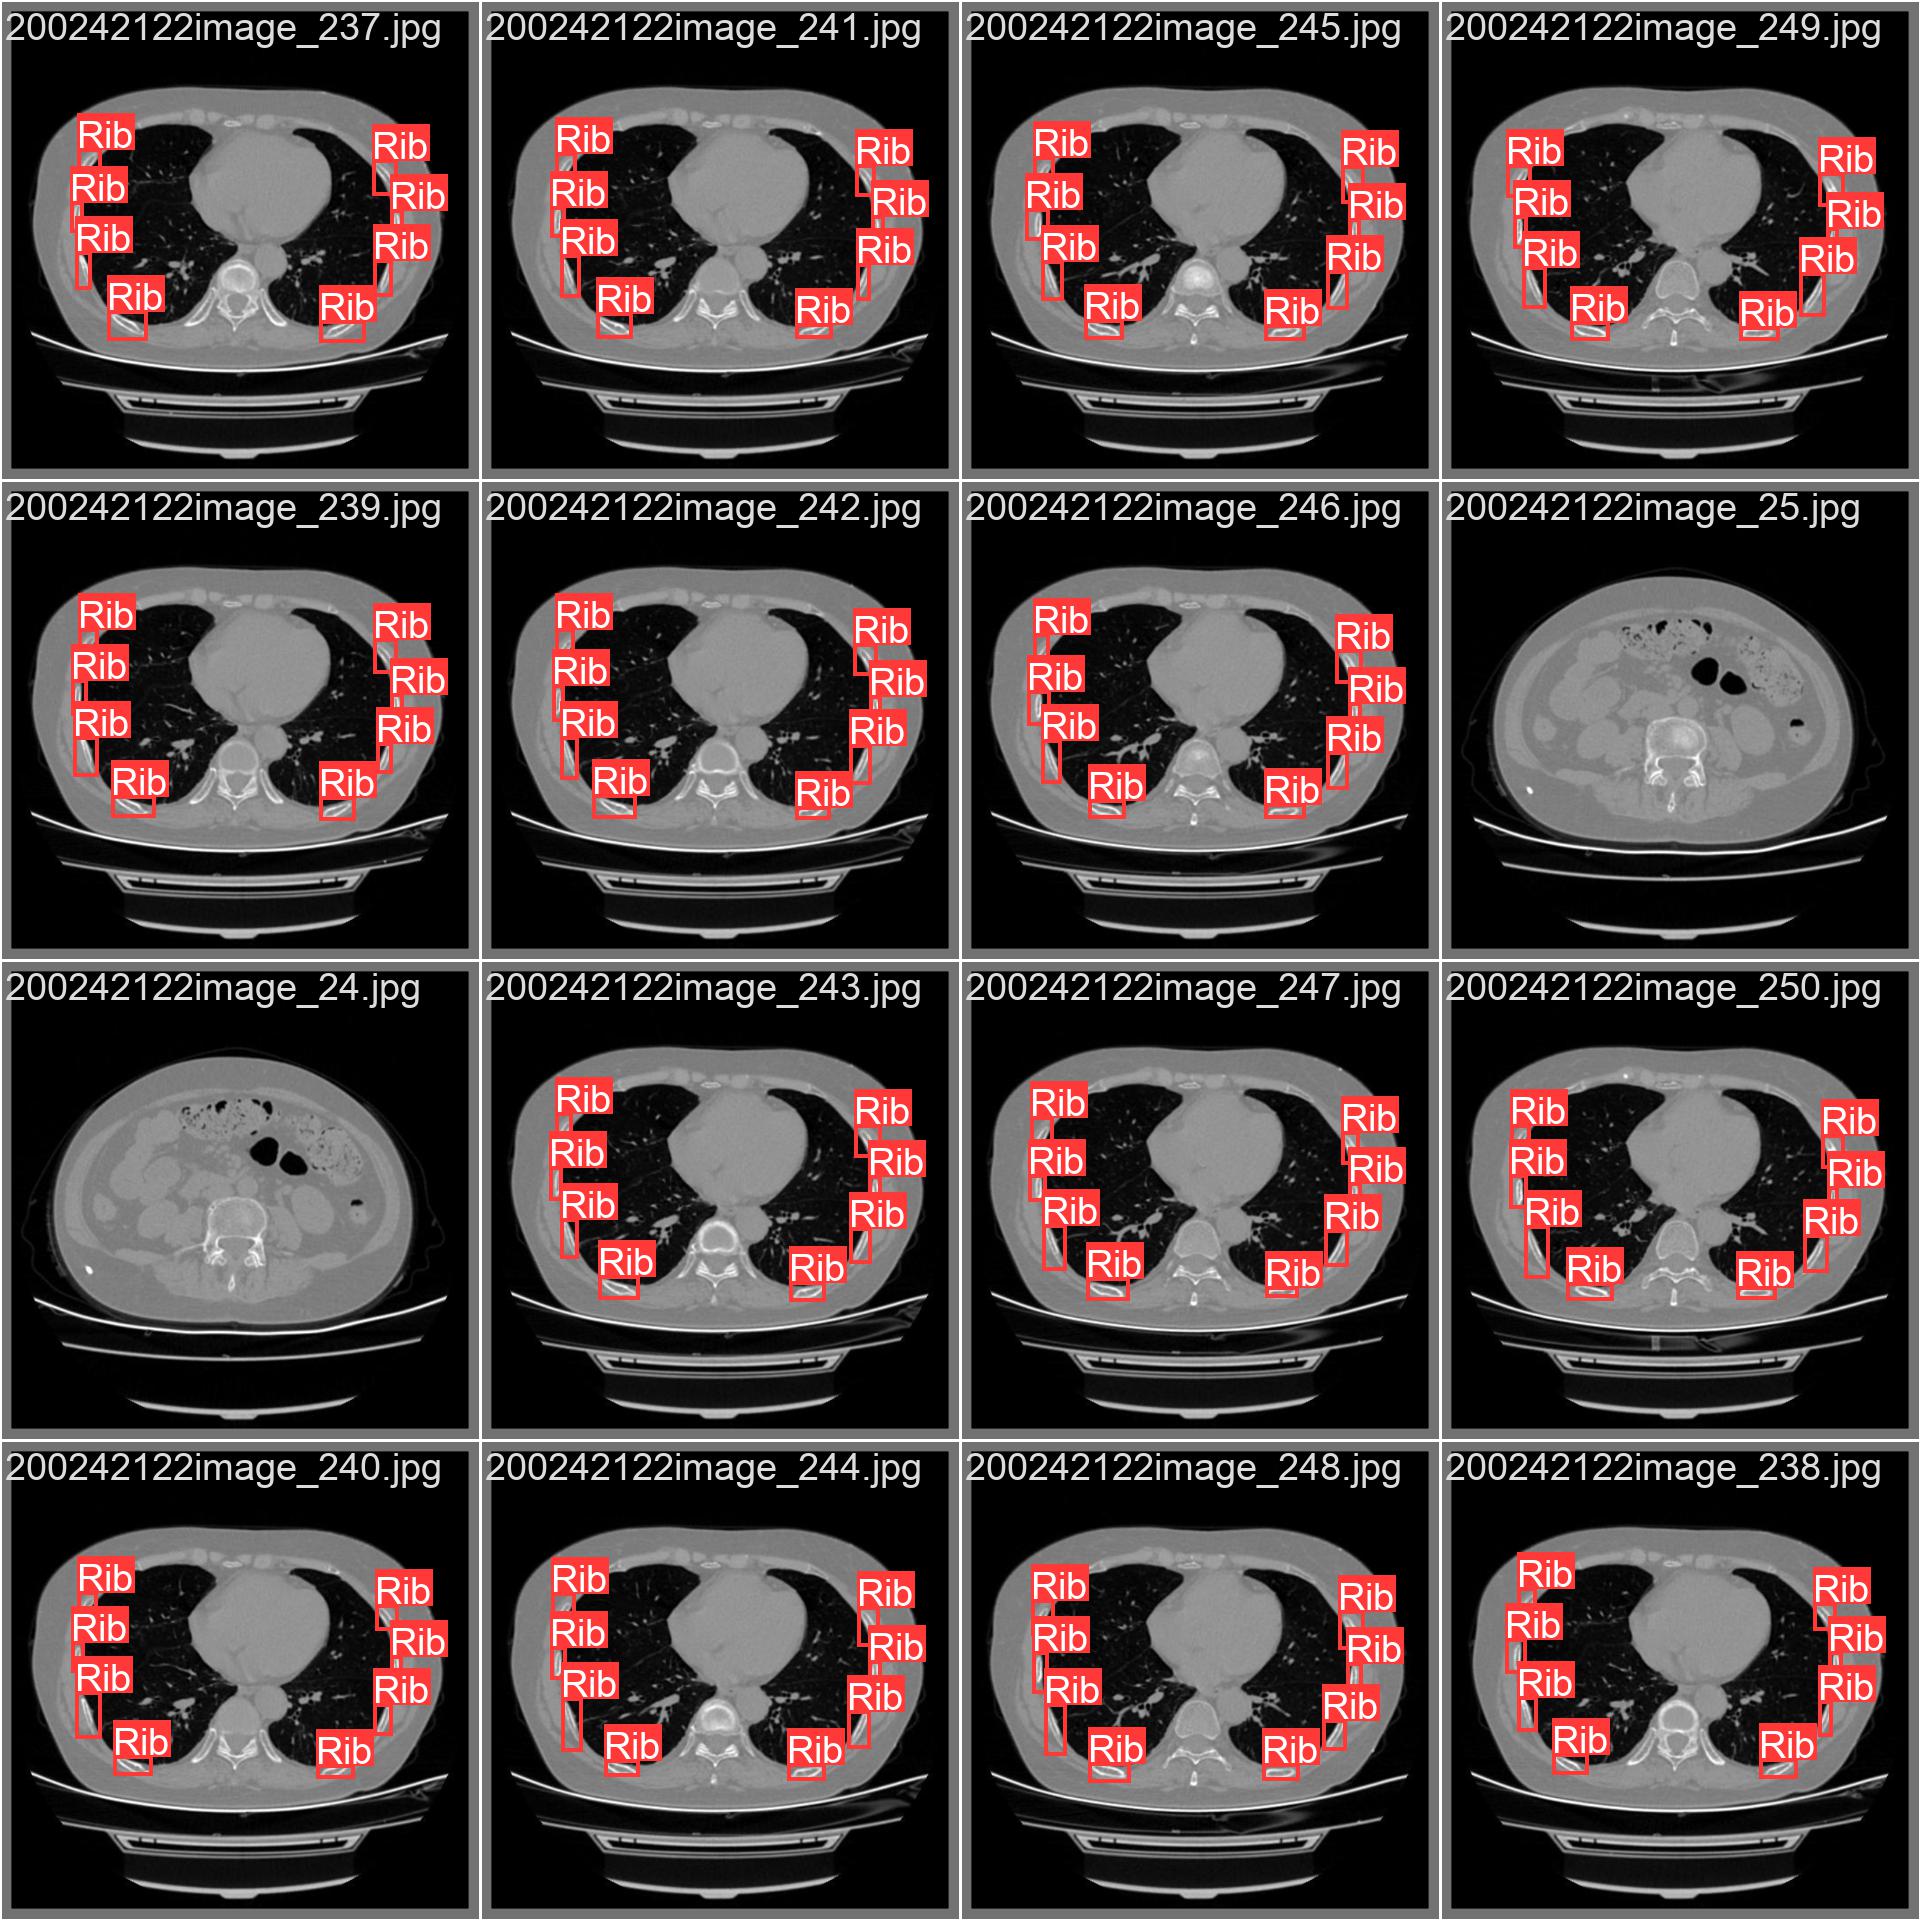 200242122image_237.jpg
Rib
Rib
Rib
Rib
Rib
Rib
Rib
Rib
200242122image_241.jpg
Rib
Rib
Rib
Rib
Rib
Rib
Rib
Rib
200242122image_245.jpg
Rib
Rib
Rib
Rib
Rib
Rib
Rib
Rib
200242122image_249.jpg
Rib
Rib
Rib
Rib
Rib
Rib
Rib
Rib
200242122image_239.jpg
Rib
Rib
Rib
Rib
Rib
Rib
Rib
Rib
200242122image_242.jpg
Rib
Rib
Rib
Rib
Rib
Rib
Rib
Rib
200242122image_246.jpg
Rib
Rib
Rib
Rib
Rib
Rib
Rib
Rib
200242122image_25.jpg
200242122image_24.jpg
200242122image_243.jpg
Rib
Rib
Rib
Rib
Rib
Rib
Rib
Rib
200242122image_247.jpg
Rib
Rib
Rib
Rib
Rib
Rib
Rib
Rib
200242122image_250.jpg
Rib
Rib
Rib
Rib
Rib
Rib
Rib
Rib
200242122image_240.jpg
Rib
Rib
Rib
Rib
Rib
Rib
Rib
Rib
200242122image_244.jpg
Rib
Rib
Rib
Rib
Rib
Rib
Rib
Rib
200242122image_248.jpg
Rib
Rib
Rib
Rib
Rib
Rib
Rib
Rib
200242122image_238.jpg
Rib
Rib
Rib
Rib
Rib
Rib
Rib
Rib